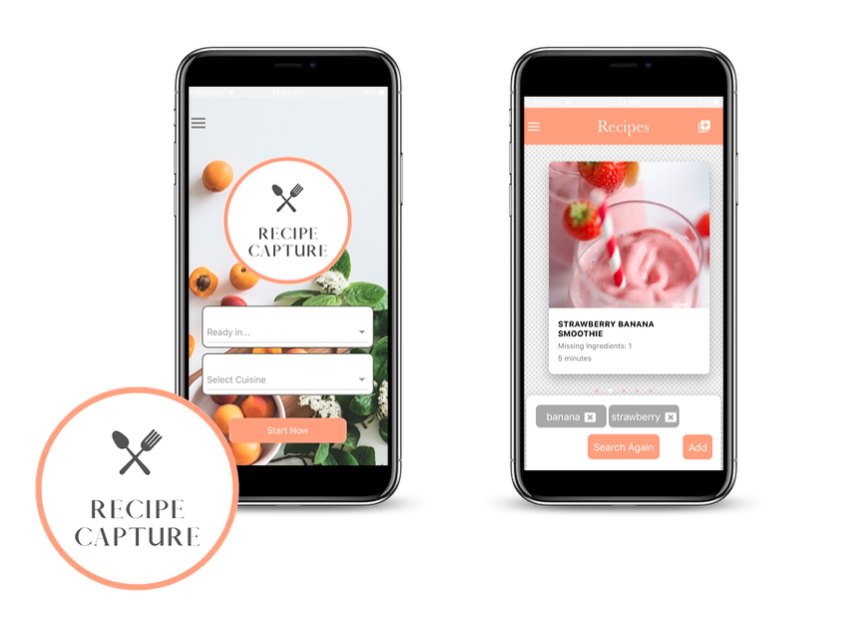 RECIPE
CAPTURE
Ready in...
Select Cuisine
Start Now
RECIPE
CAPTURE
Recipes
STRAWBERRY BANANA
SMOOTHIE
Missing Ingredients: 1
5 minutes
banana
strawberry
Search Again
Add